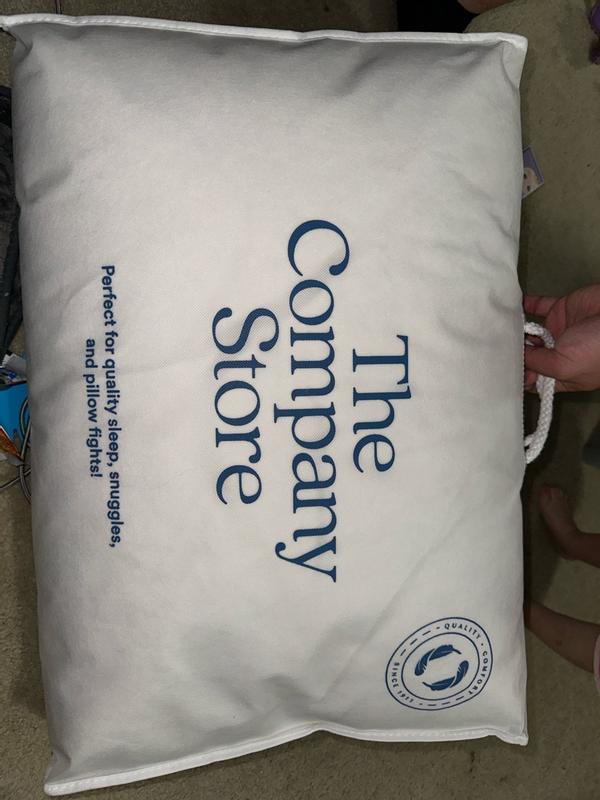 The
Company
Store
Perfect for quality sleep, snuggles,
and pillow fights!
QUALITY • COMFORT
SINCE 1911